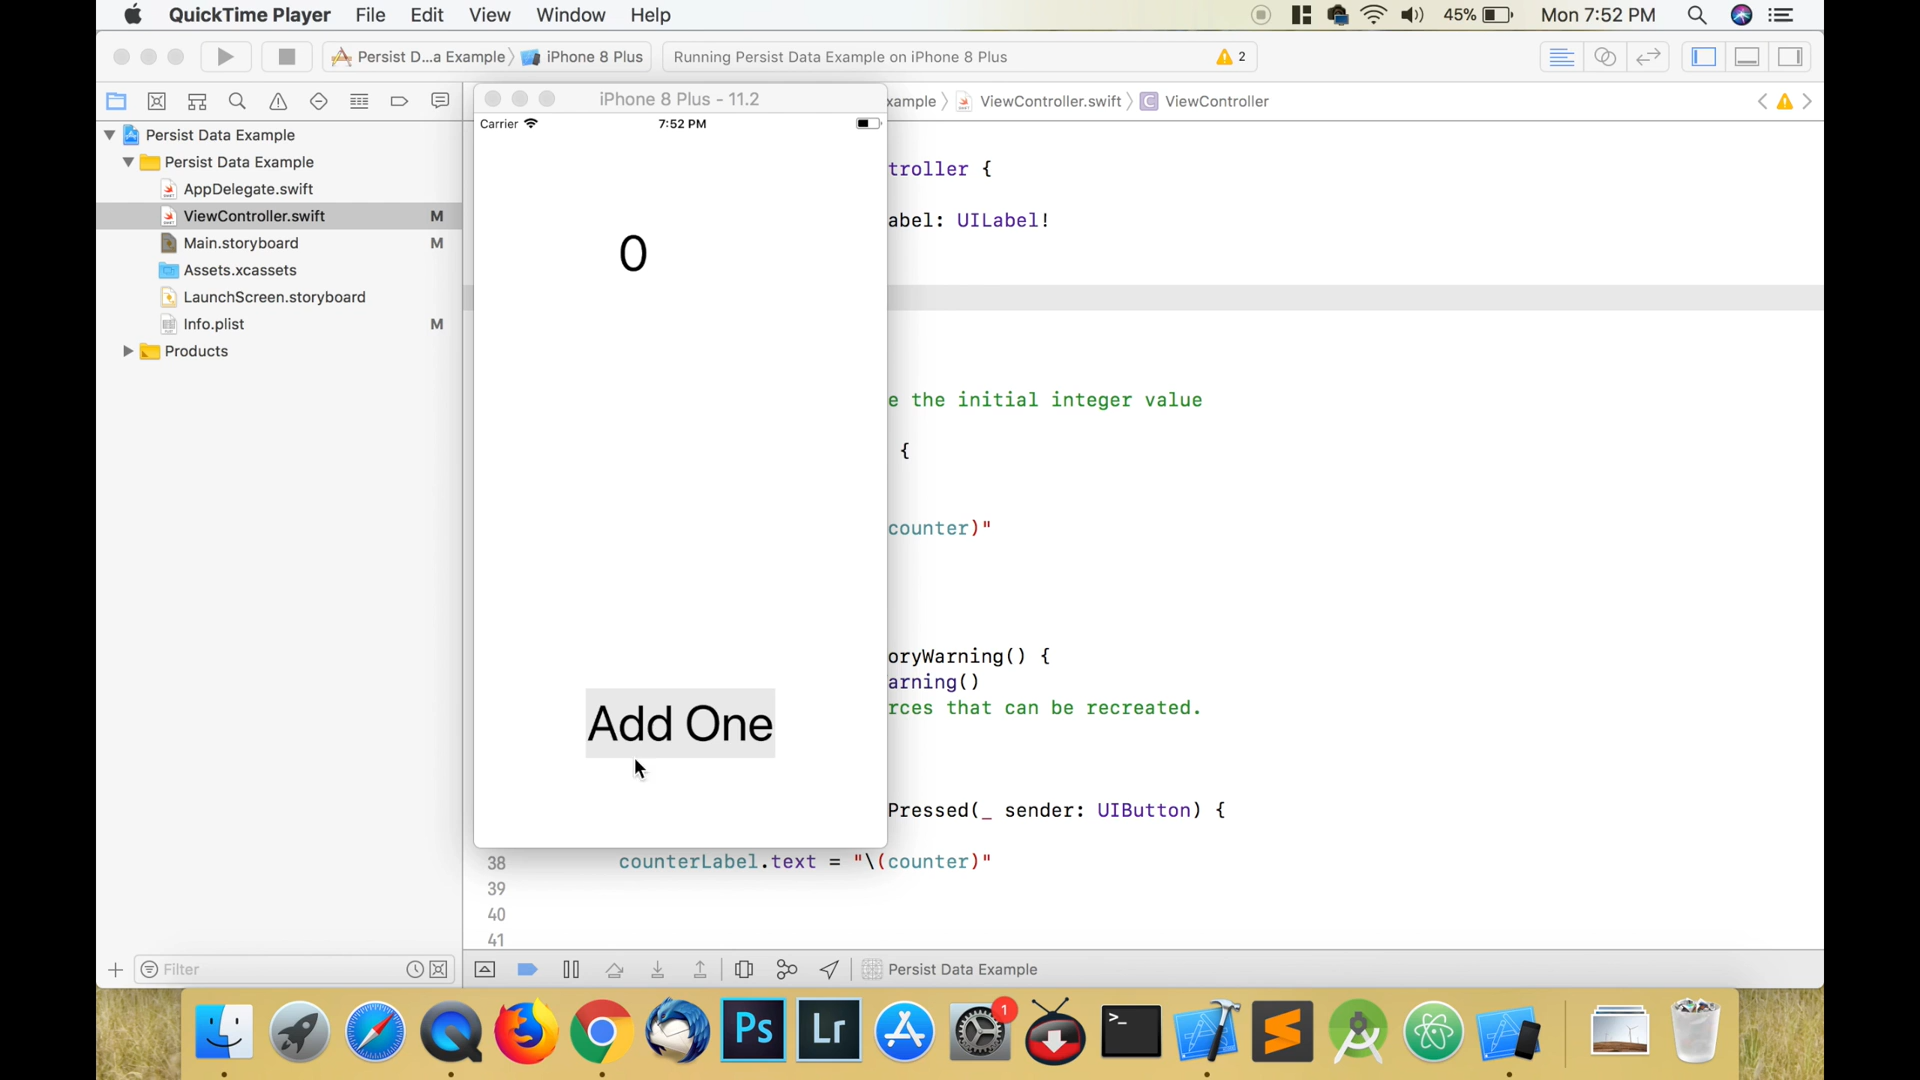 QuickTime Player File Edit View Window Help 45% Mon 7:52 PM
Persist D...a Example iPhone 8 Plus Running Persist Data Example on iPhone 8 Plus 2
iPhone 8 Plus - 11.2
xample ViewController.swift C ViewController
Carrier 7:52 PM
Persist Data Example
Persist Data Example
AppDelegate.swift
ViewController.swift M
Main.storyboard M
Assets.xcassets
LaunchScreen.storyboard
Info.plist M
Products
0
Add One
troller {
abel: UILabel!
e the initial integer value
{
counter)"
oryWarning() {
arning()
rces that can be recreated.
Pressed(_ sender: UIButton) {
38 counterLabel.text = "\(counter)"
39
40
41
Filter
Persist Data Example
Ps Lr 1 >_